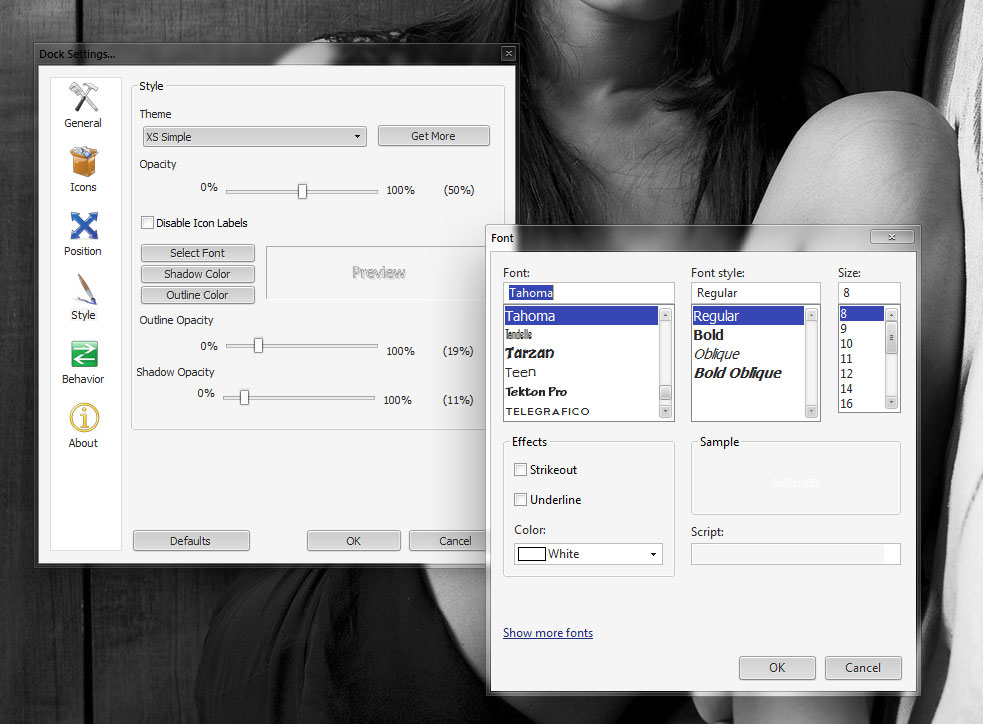 Dock Settings...
General
Icons
Position
Style
Behavior
About
Style
Theme
XS Simple
Get More
Opacity
0% 100% (50%)
Disable Icon Labels
Select Font
Shadow Color
Outline Color
Preview
Outline Opacity
0% 100% (19%)
Shadow Opacity
0% 100% (11%)
Defaults OK Cancel
Font
Font: Font style: Size:
Tahoma Regular 8
Tahoma
Tendelle
Tarzan
Teen
Tekton Pro
TELEGRAFICO
Regular
Bold
Oblique
Bold Oblique
8
9
10
11
12
14
16
Effects
Strikeout
Underline
Color:
White
Sample
AaBbYyZz
Script:
Show more fonts
OK Cancel